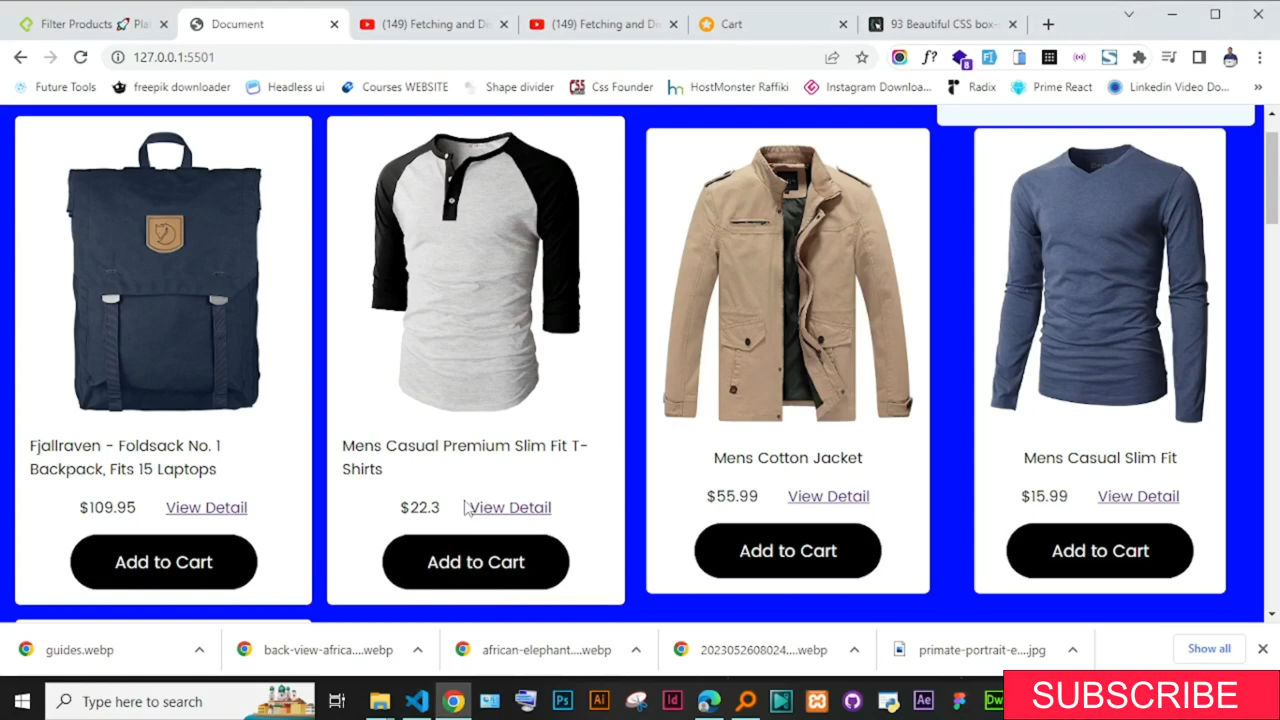 Filter Products 🚀 Pla
Document
(149) Fetching and Di
(149) Fetching and Di
Cart
93 Beautiful CSS box-
127.0.0.1:5501
Future Tools
freepik downloader
Headless ui
Courses WEBSITE
Shape divider
Css Founder
HostMonster Raffiki
Instagram Downloa...
Radix
Prime React
Linkedin Video Do...
Fjallraven - Foldsack No. 1
Backpack, Fits 15 Laptops
$109.95 View Detail
Add to Cart
Mens Casual Premium Slim Fit T-
Shirts
$22.3 View Detail
Add to Cart
Mens Cotton Jacket
$55.99 View Detail
Add to Cart
Mens Casual Slim Fit
$15.99 View Detail
Add to Cart
guides.webp
back-view-africa....webp
african-elephant....webp
2023052608024....webp
primate-portrait-e....jpg
Show all
Type here to search
SUBSCRIBE